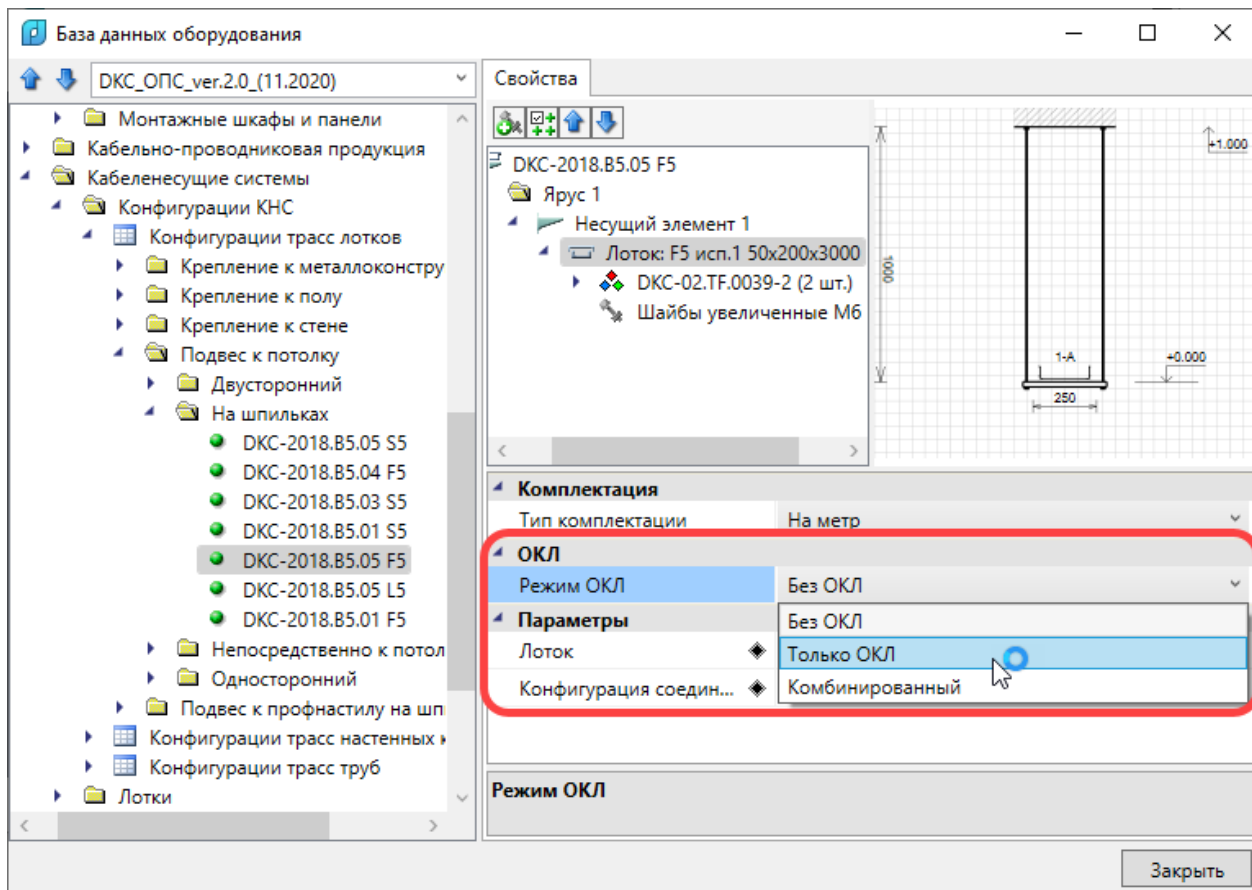 База данных оборудования
DKC_ОПС_ver.2.0_(11.2020)
Монтажные шкафы и панели
Кабельно-проводниковая продукция
Кабеленесущие системы
Конфигурации КНС
Конфигурации трасс лотков
Крепление к металлоконстру
Крепление к полу
Крепление к стене
Подвес к потолку
Двусторонний
На шпильках
DKC-2018.B5.05 S5
DKC-2018.B5.04 F5
DKC-2018.B5.03 S5
DKC-2018.B5.01 S5
DKC-2018.B5.05 F5
DKC-2018.B5.05 L5
DKC-2018.B5.01 F5
Непосредственно к потол
Односторонний
Подвес к профнастилу на шпи
Конфигурации трасс настенных к
Конфигурации трасс труб
Лотки
Свойства
DKC-2018.B5.05 F5
Ярус 1
Несущий элемент 1
Лоток: F5 исп.1 50x200x3000
DKC-02.TF.0039-2 (2 шт.)
Шайбы увеличенные М6
+1.000
1000
1-А
+0.000
250
Комплектация
Тип комплектации На метр
ОКЛ
Режим ОКЛ Без ОКЛ
Параметры Без ОКЛ
Лоток Только ОКЛ
Конфигурация соедин... Комбинированный
Режим ОКЛ
Закрыть